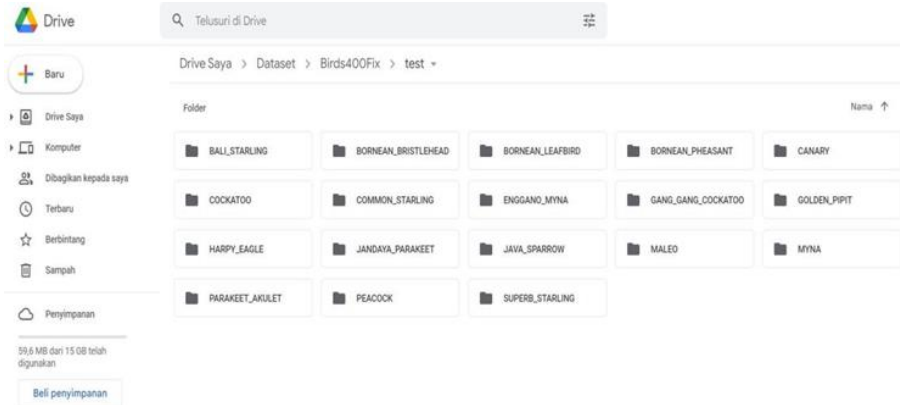 Drive
Telusuri di Drive
Baru
Drive Saya
Komputer
Dibagikan kepada saya
Terbaru
Berbintang
Sampah
Penyimpanan
59,6 MB dari 15 GB telah
digunakan
Beli penyimpanan
Drive Saya > Dataset > Birds400Fix > test
Folder
Nama
BALI_STARLING
BORNEAN_BRISTLEHEAD
BORNEAN_LEAFBIRD
BORNEAN_PHEASANT
CANARY
COCKATOO
COMMON_STARLING
ENGGANO_MYNA
GANG_GANG_COCKATOO
GOLDEN_PIPIT
HARPY_EAGLE
JANDAYA_PARAKEET
JAVA_SPARROW
MALEO
MYNA
PARAKEET_AKULET
PEACOCK
SUPERB_STARLING